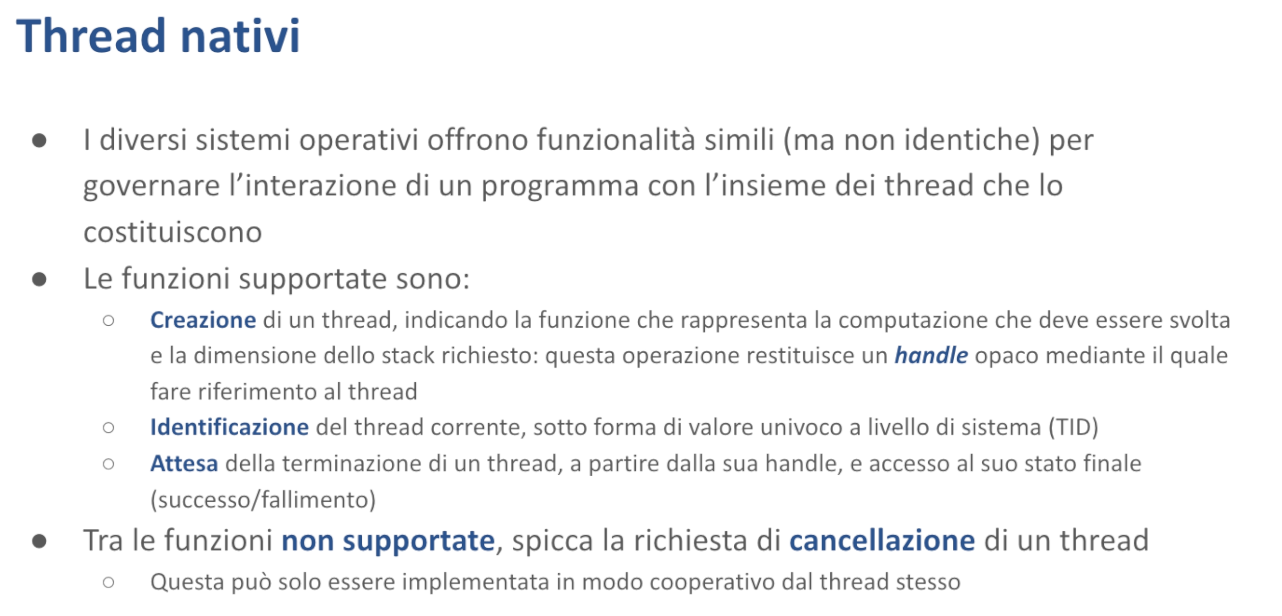 Thread nativi
● I diversi sistemi operativi offrono funzionalità simili (ma non identiche) per
governare l’interazione di un programma con l’insieme dei thread che lo
costituiscono
● Le funzioni supportate sono:
○ Creazione di un thread, indicando la funzione che rappresenta la computazione che deve essere svolta
e la dimensione dello stack richiesto: questa operazione restituisce un handle opaco mediante il quale
fare riferimento al thread
○ Identificazione del thread corrente, sotto forma di valore univoco a livello di sistema (TID)
○ Attesa della terminazione di un thread, a partire dalla sua handle, e accesso al suo stato finale
(successo/fallimento)
● Tra le funzioni non supportate, spicca la richiesta di cancellazione di un thread
○ Questa può solo essere implementata in modo cooperativo dal thread stesso